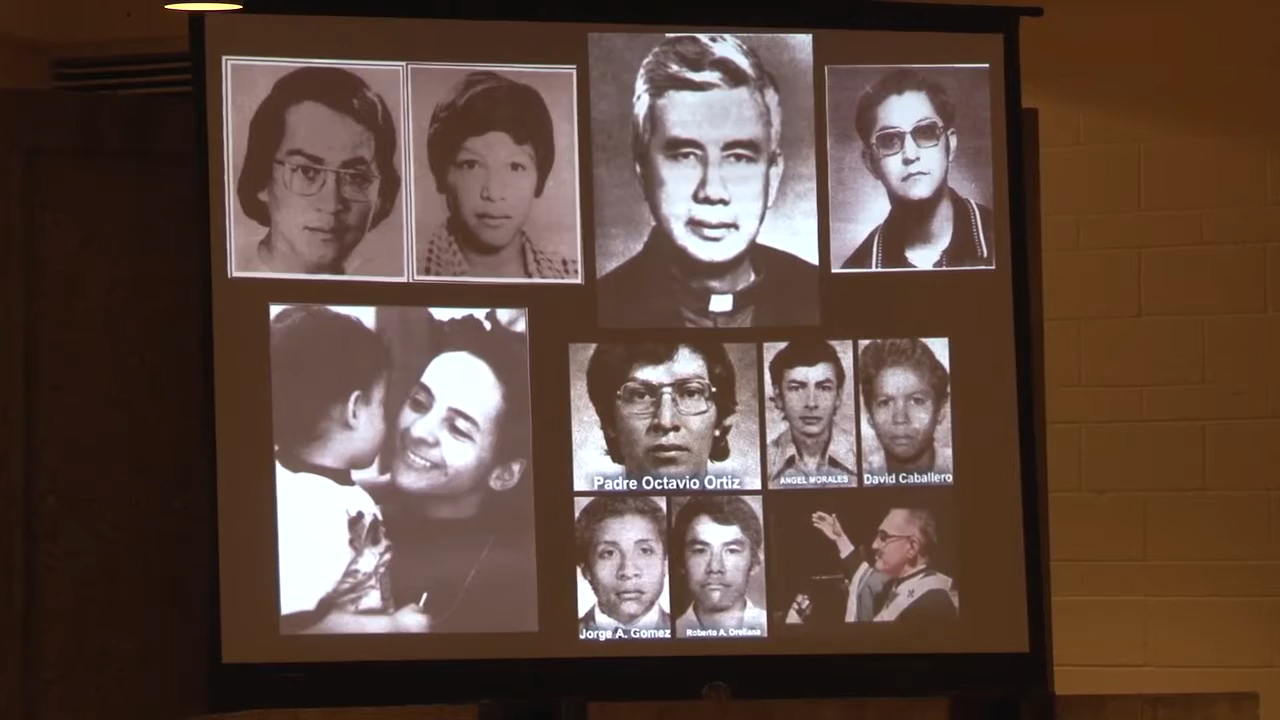 Padre Octavio Ortiz
ANGEL MORALES
David Caballero
Jorge A. Gomez
Roberto A. Orellana